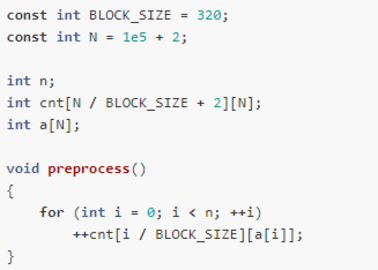 const int BLOCK_SIZE = 320;
const int N = 1e5 + 2;
int n;
int cnt[N / BLOCK_SIZE + 2][N];
int a[N];
void preprocess()
{
for (int i = 0; i < n; ++i)
++cnt[i / BLOCK_SIZE][a[i]];
}